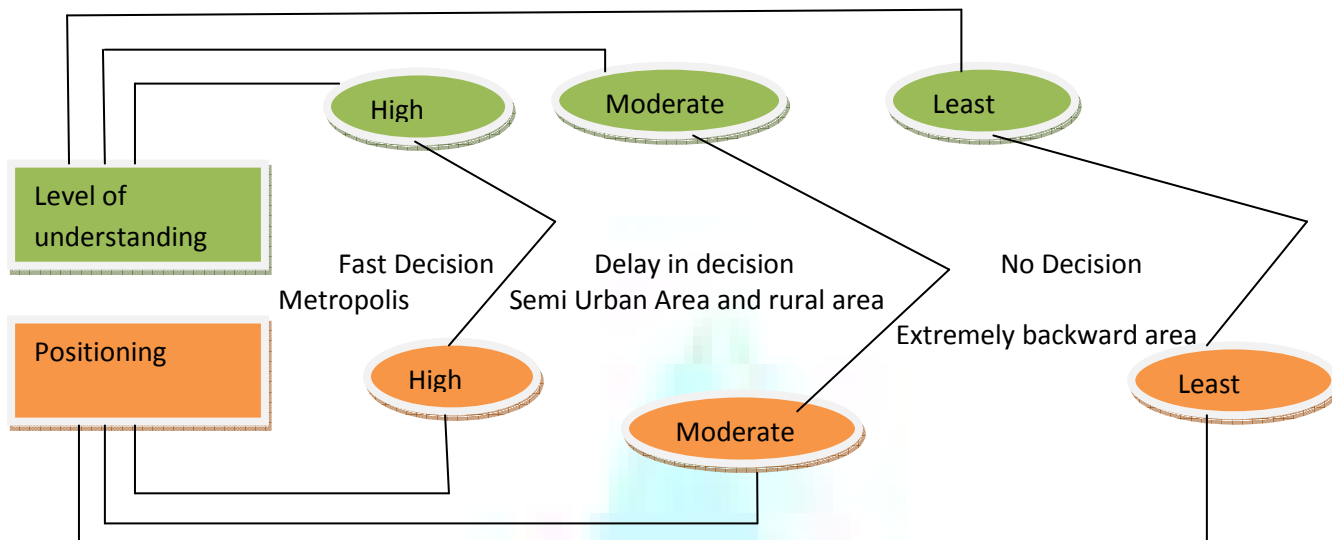 High
Moderate
Least
Level of
understanding
Fast Decision
Delay in decision
No Decision
Metropolis
Semi Urban Area and rural area
Extremely backward area
Positioning
High
Moderate
Least